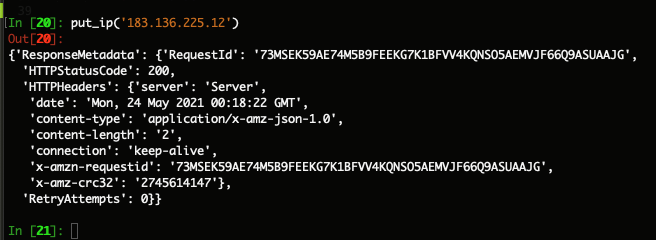 39
In [20]: put_ip('183.136.225.12')
Out[20]:
{'ResponseMetadata': {'RequestId': '73MSEK59AE74M5B9FEEKG7K1BFVV4KQNSO5AEMVJF66Q9ASUAAJG',
'HTTPStatusCode': 200,
'HTTPHeaders': {'server': 'Server',
'date': 'Mon, 24 May 2021 00:18:22 GMT',
'content-type': 'application/x-amz-json-1.0',
'content-length': '2',
'connection': 'keep-alive',
'x-amzn-requestid': '73MSEK59AE74M5B9FEEKG7K1BFVV4KQNSO5AEMVJF66Q9ASUAAJG',
'x-amz-crc32': '2745614147'},
'RetryAttempts': 0}}
In [21]: